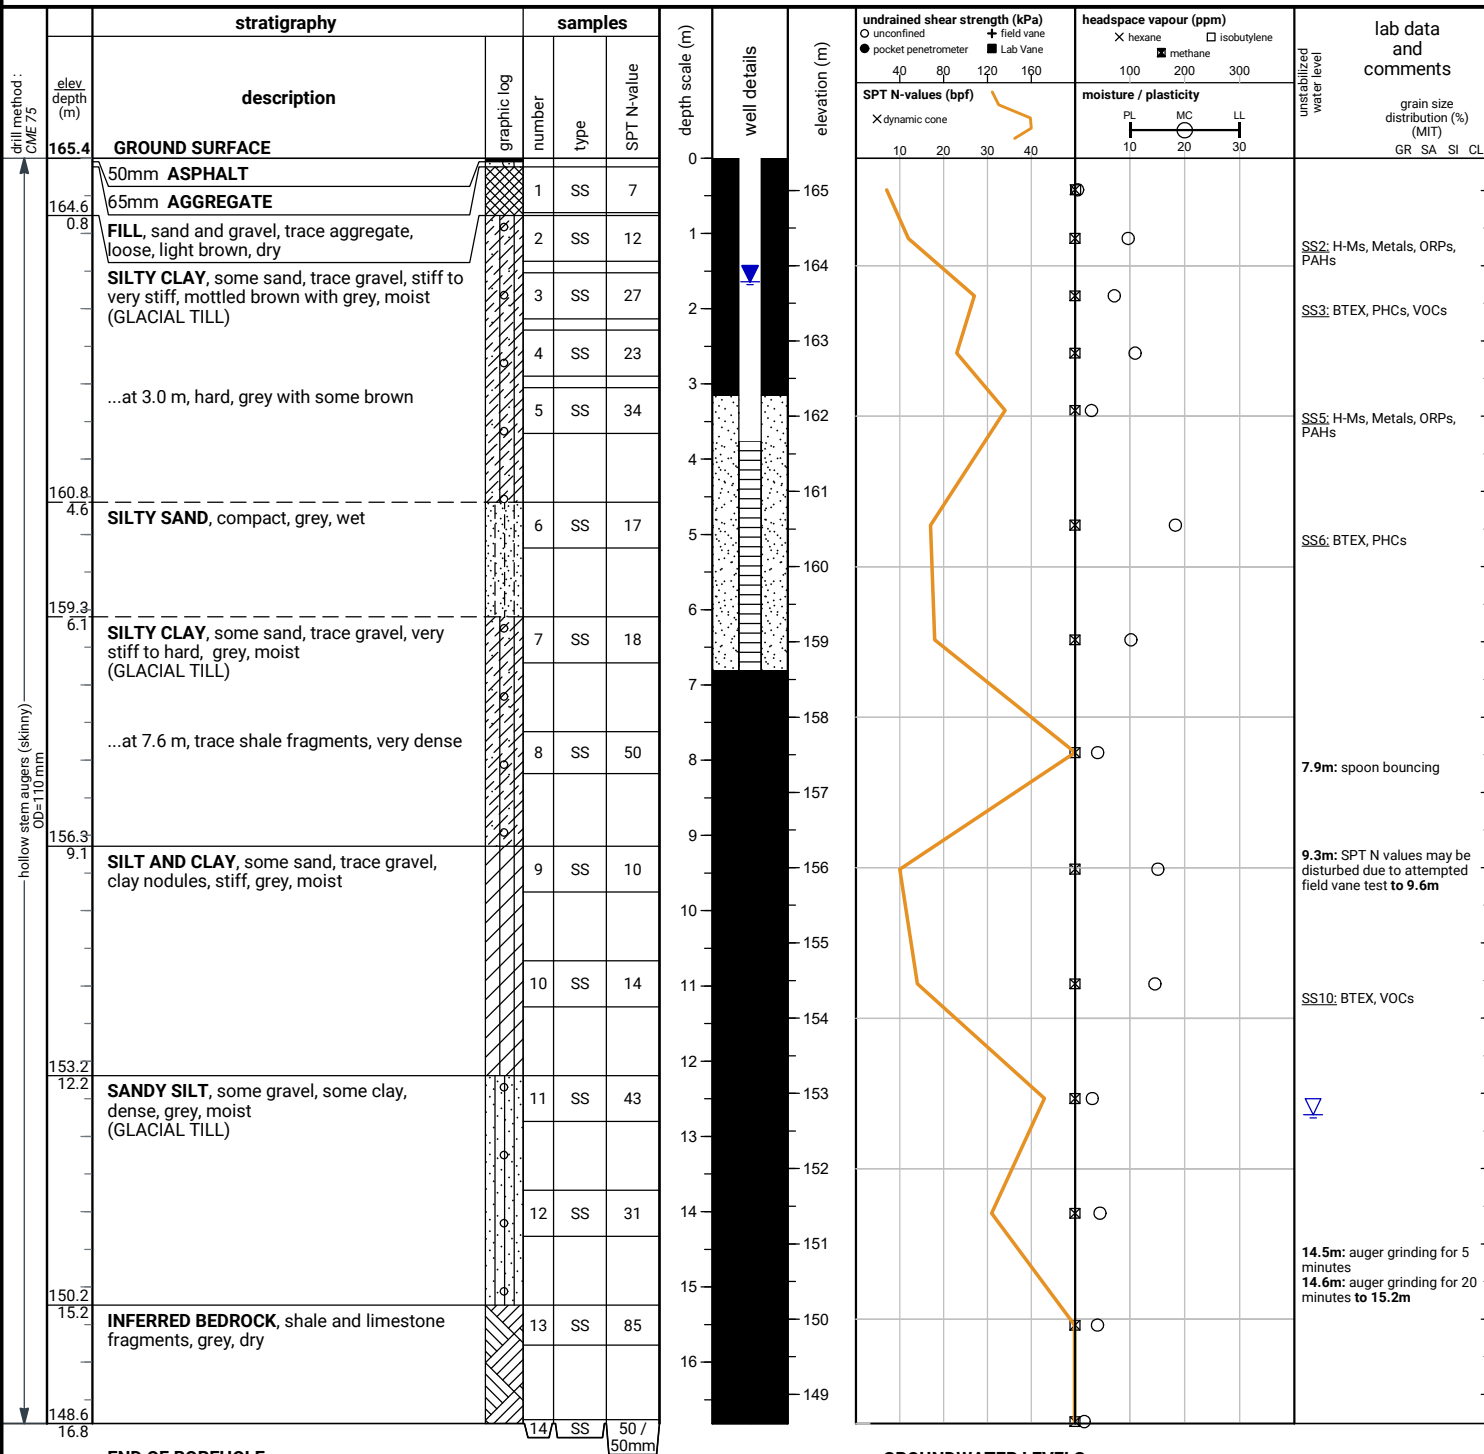 stratigraphy
samples
drill method :
CME 75
elev
depth
(m)
description
graphic log
number
type
SPT N-value
depth scale (m)
well details
elevation (m)
undrained shear strength (kPa)
unconfined
field vane
pocket penetrometer
Lab Vane
40 80 120 160
SPT N-values (bpf)
dynamic cone
10 20 30 40
headspace vapour (ppm)
hexane
isobutylene
methane
100 200 300
moisture / plasticity
PL MC LL
10 20 30
unstabilized
water level
lab data
and
comments
grain size
distribution (%)
(MIT)
GR SA SI CL
165.4 GROUND SURFACE
50mm ASPHALT
65mm AGGREGATE
164.6
0.8
FILL, sand and gravel, trace aggregate,
loose, light brown, dry
SILTY CLAY, some sand, trace gravel, stiff to
very stiff, mottled brown with grey, moist
(GLACIAL TILL)
...at 3.0 m, hard, grey with some brown
160.8
4.6
SILTY SAND, compact, grey, wet
159.3
6.1
SILTY CLAY, some sand, trace gravel, very
stiff to hard, grey, moist
(GLACIAL TILL)
...at 7.6 m, trace shale fragments, very dense
156.3
9.1
SILT AND CLAY, some sand, trace gravel,
clay nodules, stiff, grey, moist
153.2
12.2
SANDY SILT, some gravel, some clay,
dense, grey, moist
(GLACIAL TILL)
150.2
15.2
INFERRED BEDROCK, shale and limestone
fragments, grey, dry
148.6
16.8
hollow stem augers (skinny)
OD=110 mm
1 SS 7
2 SS 12
3 SS 27
4 SS 23
5 SS 34
6 SS 17
7 SS 18
8 SS 50
9 SS 10
10 SS 14
11 SS 43
12 SS 31
13 SS 85
14 SS 50 /
50mm
0
1
2
3
4
5
6
7
8
9
10
11
12
13
14
15
16
165
164
163
162
161
160
159
158
157
156
155
154
153
152
151
150
149
SS2: H-Ms, Metals, ORPs,
PAHs
SS3: BTEX, PHCs, VOCs
SS5: H-Ms, Metals, ORPs,
PAHs
SS6: BTEX, PHCs
7.9m: spoon bouncing
9.3m: SPT N values may be
disturbed due to attempted
field vane test to 9.6m
SS10: BTEX, VOCs
14.5m: auger grinding for 5
minutes
14.6m: auger grinding for 20
minutes to 15.2m
END OF BOREHOLE
GROUNDWATER LEVELS